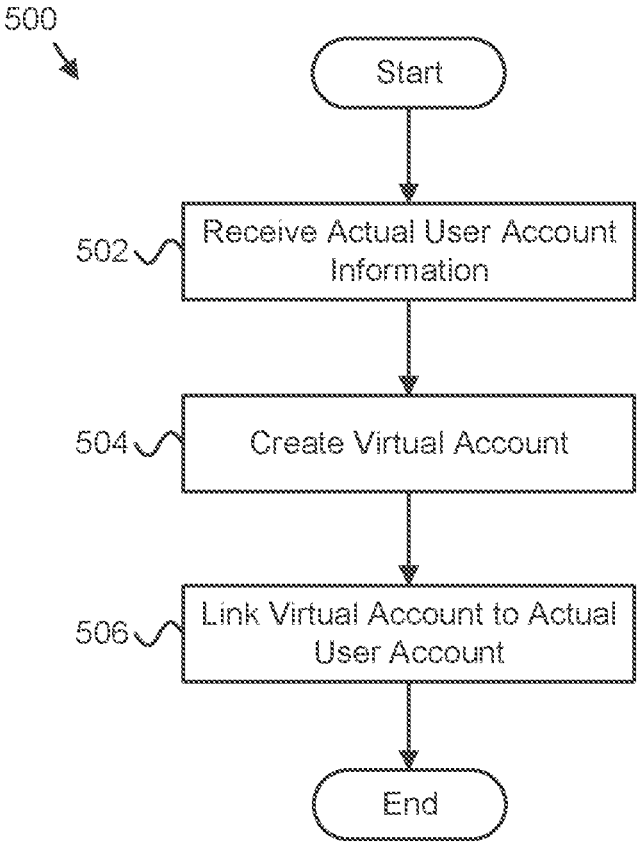 500
Start
502
Receive Actual User Account
Information
504
Create Virtual Account
506
Link Virtual Account to Actual
User Account
End